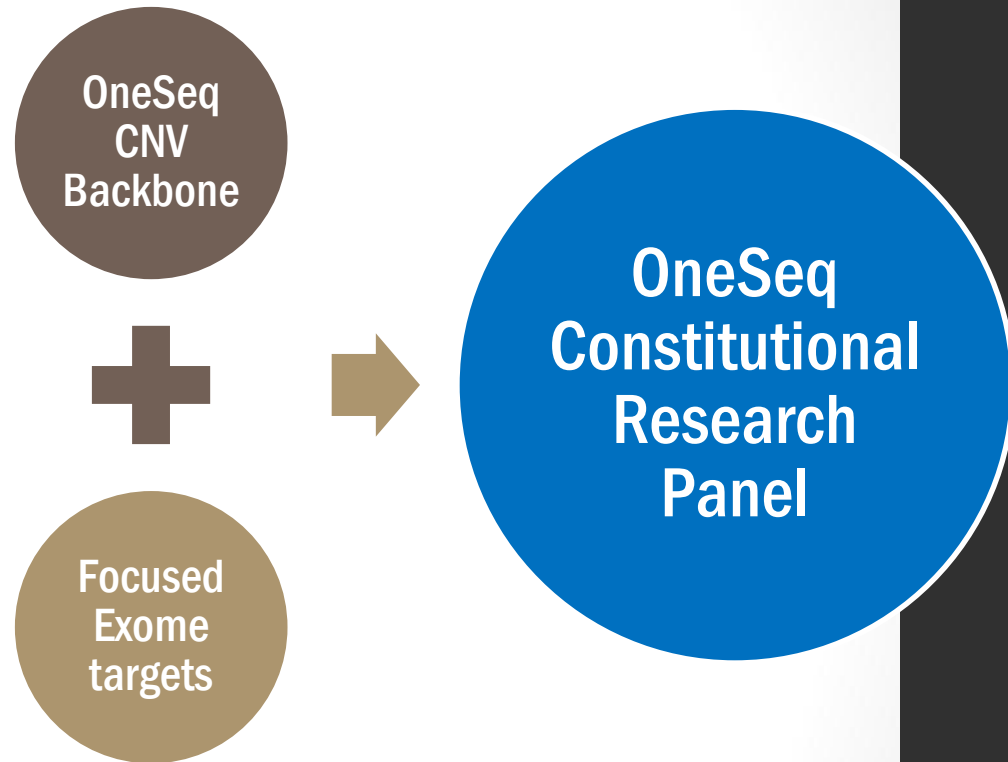 OneSeq
CNV
Backbone
Focused
Exome
targets
OneSeq
Constitutional
Research
Panel